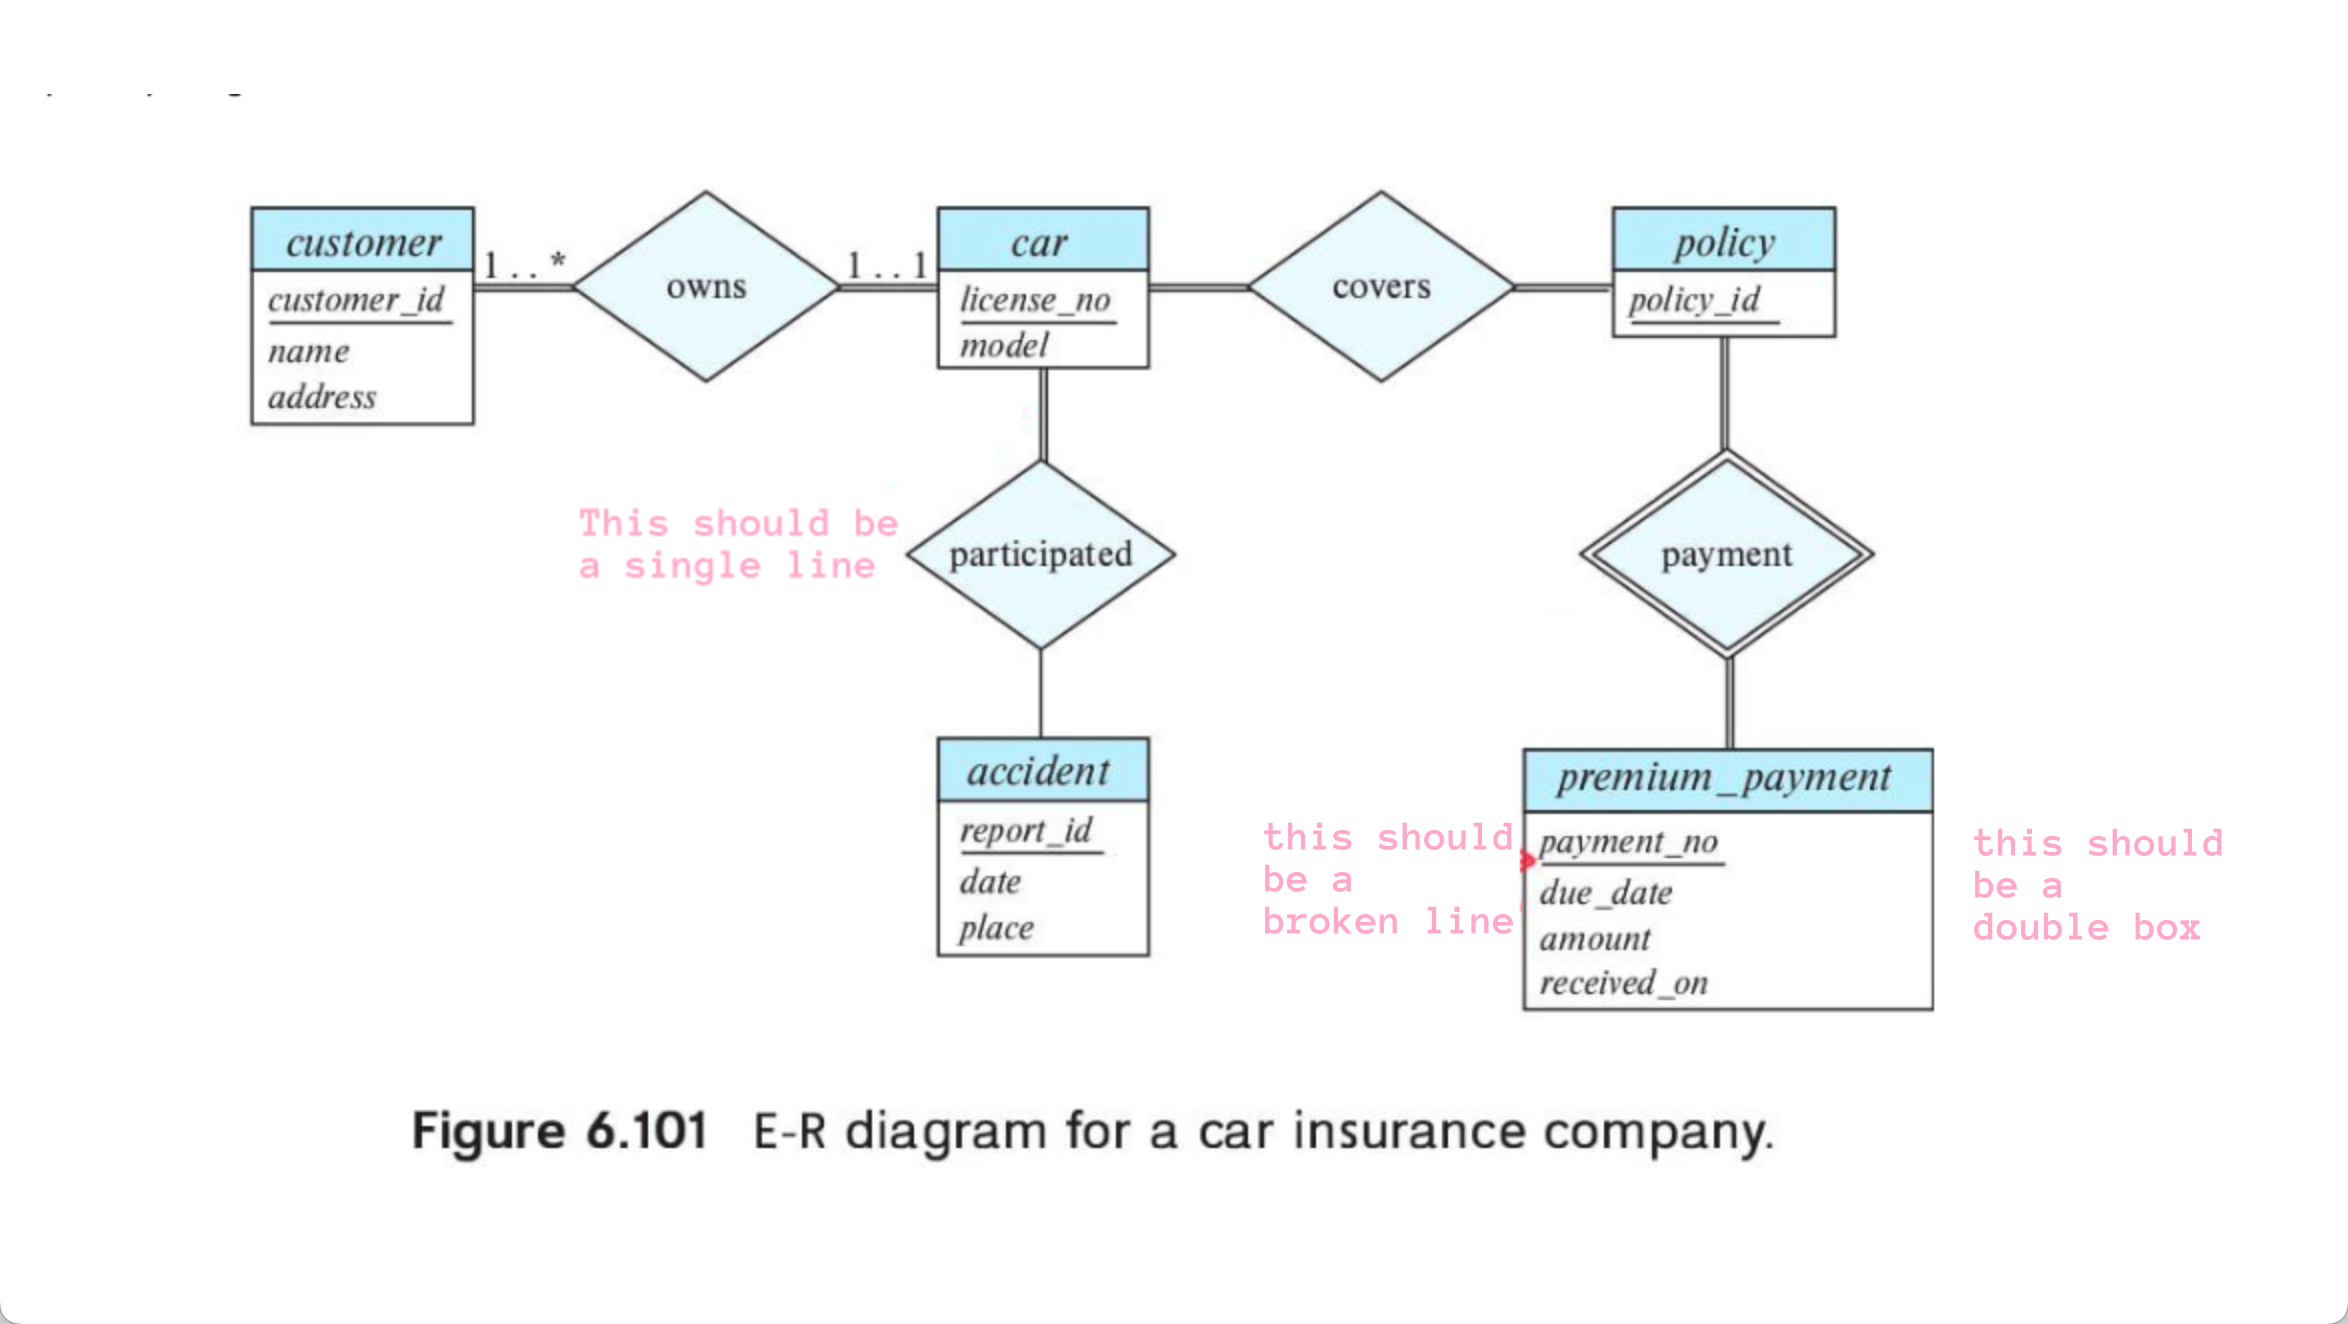 customer
customer_id
name
address
1..*
owns
1..1
car
license_no
model
covers
policy
policy_id
This should be
a single line
participated
payment
accident
report_id
date
place
this should
be a
broken line
premium_payment
payment_no
due_date
amount
received_on
this should
be a
double box
Figure 6.101 E-R diagram for a car insurance company.